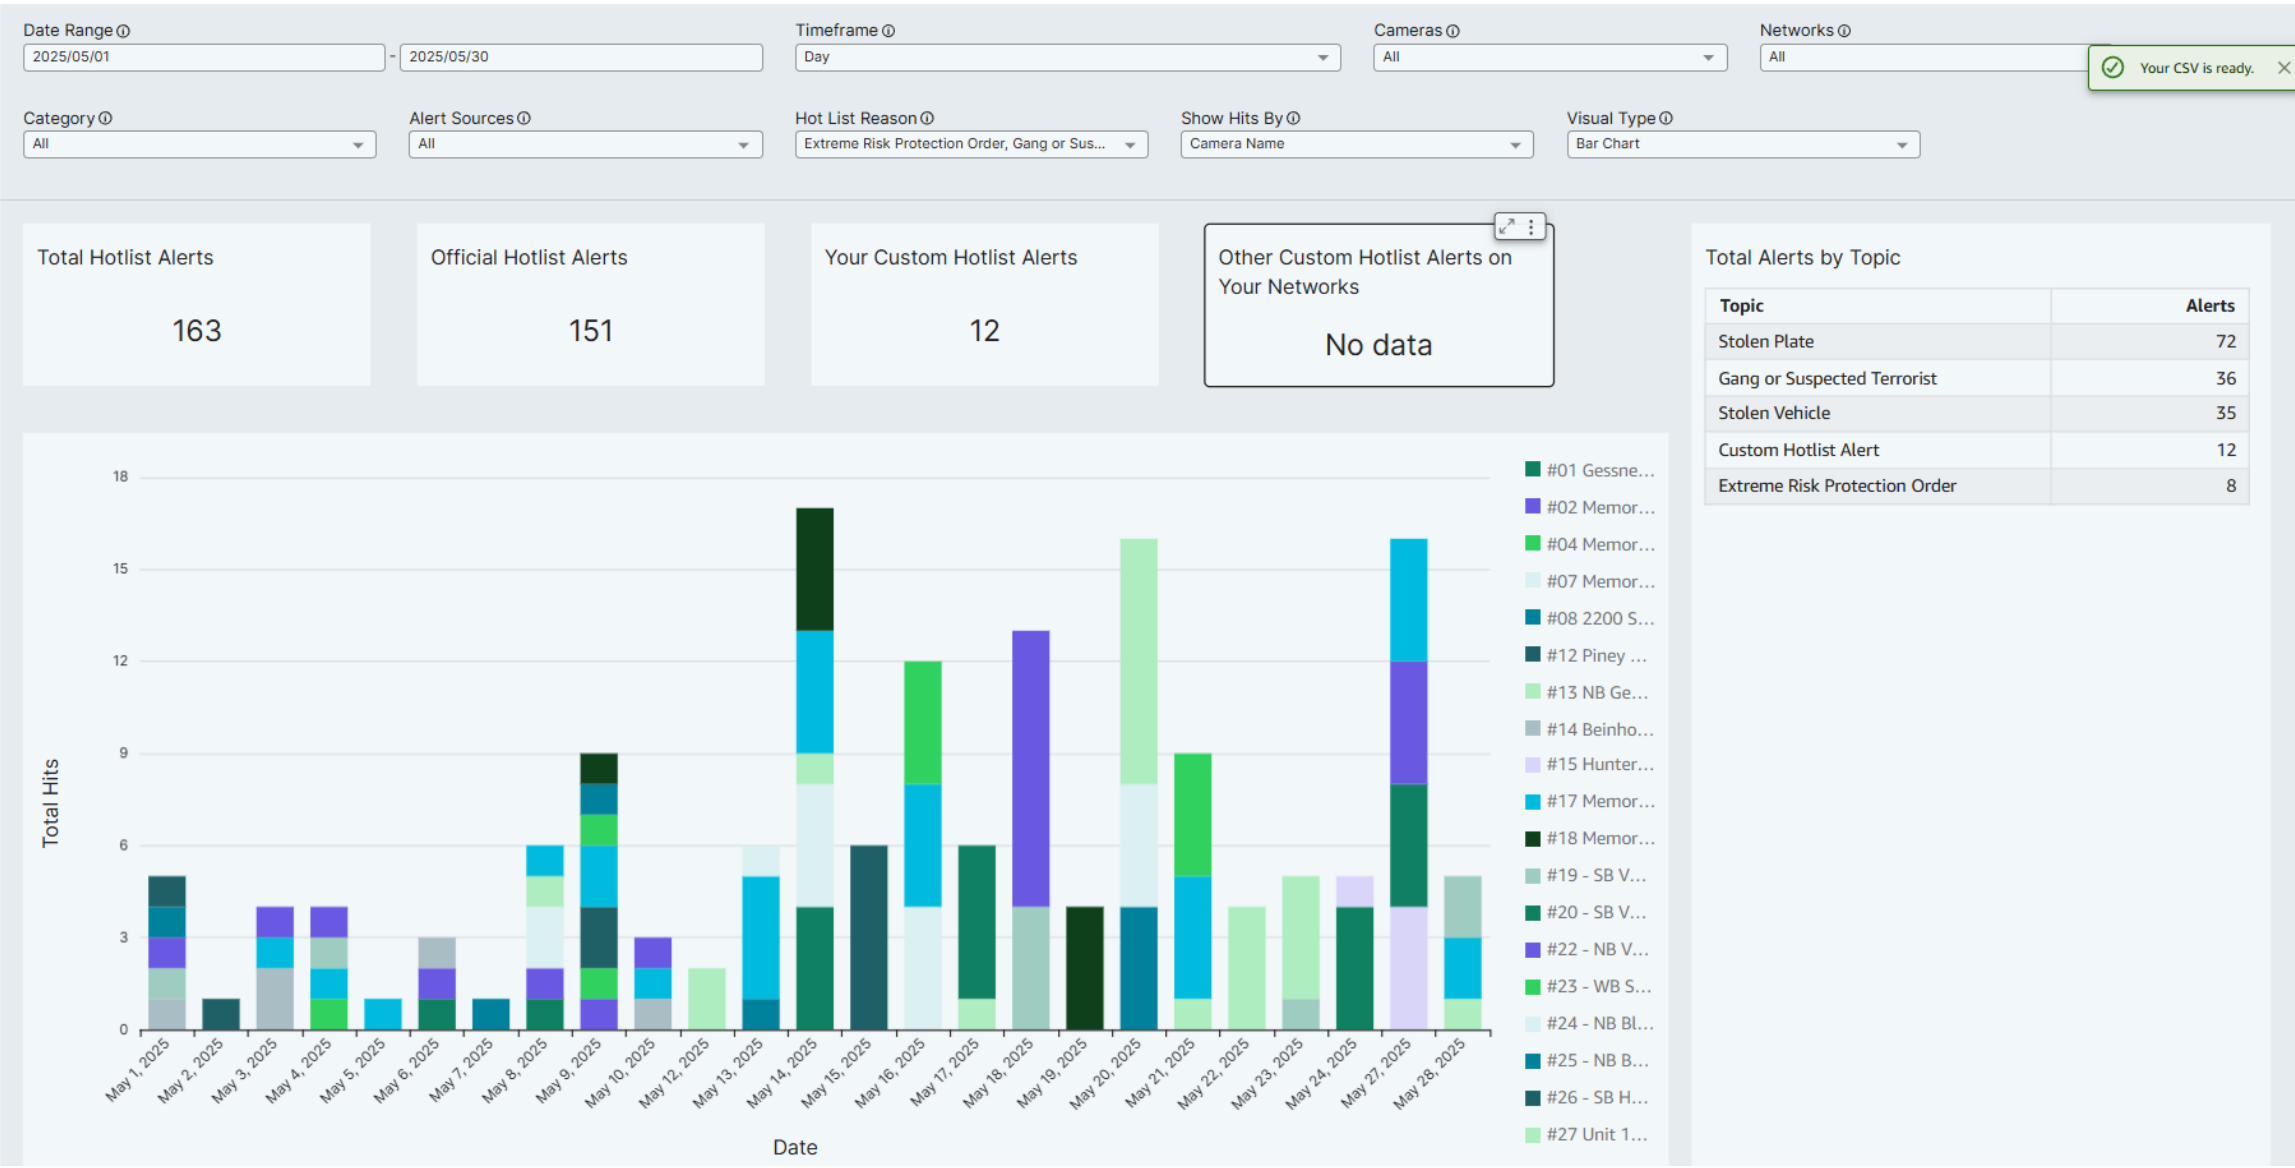 Date Range
Timeframe
Cameras
Networks
2025/05/01 - 2025/05/30
Day
All
All
Your CSV is ready.
Category
Alert Sources
Hot List Reason
Show Hits By
Visual Type
All
All
Extreme Risk Protection Order, Gang or Sus...
Camera Name
Bar Chart
Total Hotlist Alerts
163
Official Hotlist Alerts
151
Your Custom Hotlist Alerts
12
Other Custom Hotlist Alerts on
Your Networks
No data
Total Alerts by Topic
Topic Alerts
Stolen Plate 72
Gang or Suspected Terrorist 36
Stolen Vehicle 35
Custom Hotlist Alert 12
Extreme Risk Protection Order 8
Total Hits
18
15
12
9
6
3
0
May 1, 2025
May 2, 2025
May 3, 2025
May 4, 2025
May 5, 2025
May 6, 2025
May 7, 2025
May 8, 2025
May 9, 2025
May 10, 2025
May 12, 2025
May 13, 2025
May 14, 2025
May 15, 2025
May 16, 2025
May 17, 2025
May 18, 2025
May 19, 2025
May 20, 2025
May 21, 2025
May 22, 2025
May 23, 2025
May 24, 2025
May 27, 2025
May 28, 2025
Date
#01 Gessne...
#02 Memor...
#04 Memor...
#07 Memor...
#08 2200 S...
#12 Piney ...
#13 NB Ge...
#14 Beinho...
#15 Hunter...
#17 Memor...
#18 Memor...
#19 - SB V...
#20 - SB V...
#22 - NB V...
#23 - WB S...
#24 - NB Bl...
#25 - NB B...
#26 - SB H...
#27 Unit 1...